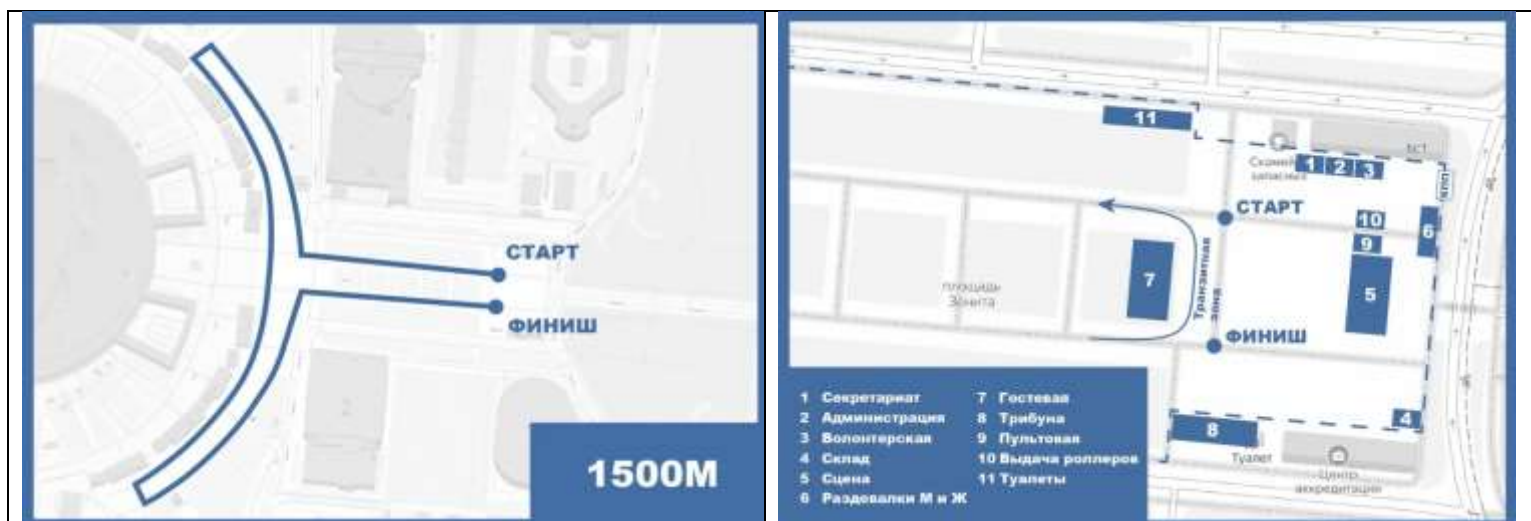 СТАРТ
ФИНИШ
1500М
11
1 2 3
СТАРТ
10
6
9
7
площадь
Зенита
Транзитная
зона
5
ФИНИШ
4
8
Туалет
Центр
аккредитации
1 Секретариат
2 Администрация
3 Волонтерская
4 Склад
5 Сцена
6 Раздевалки М и Ж
7 Гостевая
8 Трибуна
9 Пультовая
10 Выдача роллеров
11 Туалеты